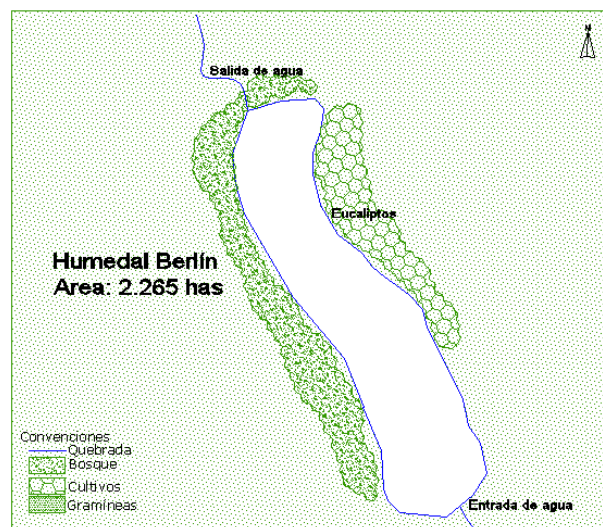 N
Salida de agua
Eucaliptos
Humedal Berlín
Area: 2.265 has
Convenciones
Quebrada
Bosque
Cultivos
Gramíneas
Entrada de agua